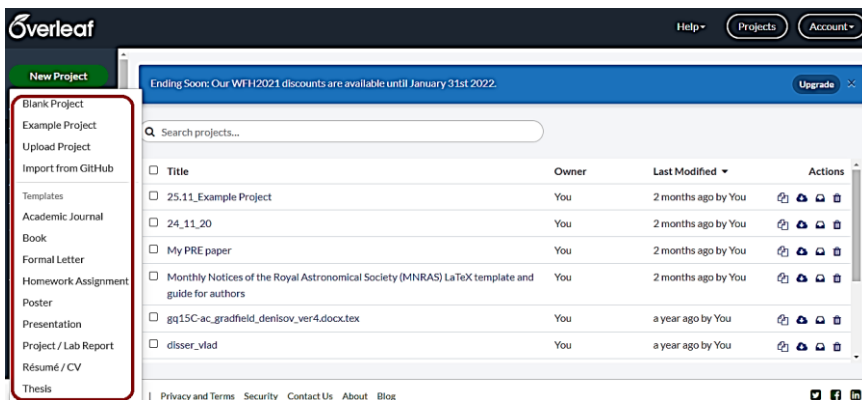 Overleaf
Help
Projects
Account
New Project
Blank Project
Example Project
Upload Project
Import from GitHub
Templates
Academic Journal
Book
Formal Letter
Homework Assignment
Poster
Presentation
Project / Lab Report
Résumé / CV
Thesis
Ending Soon: Our WFH2021 discounts are available until January 31st 2022.
Upgrade
Search projects...
Title Owner Last Modified Actions
25.11_Example Project You 2 months ago by You
24_11_20 You 2 months ago by You
My PRE paper You 2 months ago by You
Monthly Notices of the Royal Astronomical Society (MNRAS) LaTeX template and You 2 months ago by You
guide for authors
gq15C-ac_gradfield_denisov_ver4.docx.tex You a year ago by You
disser_vlad You a year ago by You
| Privacy and Terms Security Contact Us About Blog